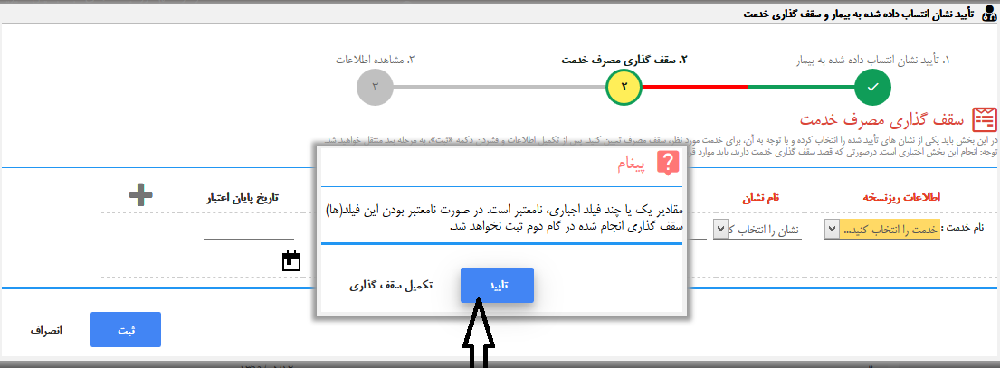 تأیید نشان انتساب داده شده به بیمار و سقف گذاری خدمت
۱. تأیید نشان انتساب داده شده به بیمار
۲. سقف گذاری مصرف خدمت
۳. مشاهده اطلاعات
۲
۳
سقف گذاری مصرف خدمت
در این بخش باید یکی از نشان های تأیید شده را انتخاب کرده و با توجه به آن، برای خدمت مورد نظر، سقف مصرف تعیین کنید. پس از تکمیل اطلاعات و فشردن دکمه «ثبت»، به مرحله بعد منتقل خواهید شد.
توجه: انجام این بخش اختیاری است. درصورتی که قصد سقف گذاری خدمت دارید، باید موارد
پیغام
مقادیر یک یا چند فیلد اجباری، نامعتبر است. در صورت نامعتبر بودن این فیلد(ها)
سقف گذاری انجام شده در گام دوم ثبت نخواهد شد.
تایید
تکمیل سقف گذاری
اطلاعات ریزنسخه
نام نشان
تاریخ پایان اعتبار
نام خدمت :
خدمت را انتخاب کنید...
نشان را انتخاب ک
ثبت
انصراف